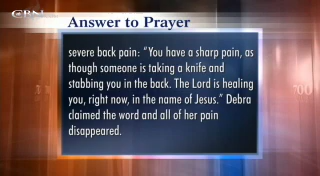 CBN
Answer to Prayer
severe back pain: “You have a sharp pain, as
though someone is taking a knife and
stabbing you in the back. The Lord is healing
you, right now, in the name of Jesus.” Debra
claimed the word and all of her pain
disappeared.